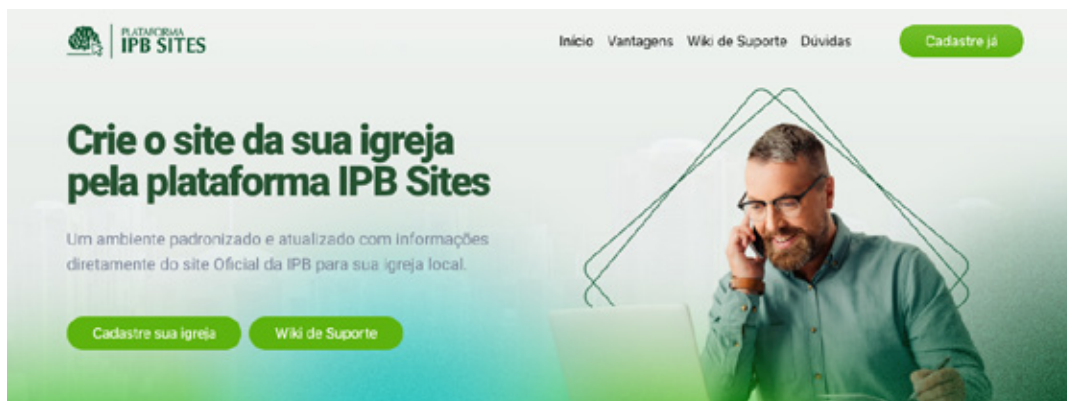 PLATAFORMA
IPB SITES
Início Vantagens Wiki de Suporte Dúvidas Cadastre já
Crie o site da sua igreja
pela plataforma IPB Sites
Um ambiente padronizado e atualizado com informações
diretamente do site Oficial da IPB para sua igreja local.
Cadastre sua igreja Wiki de Suporte